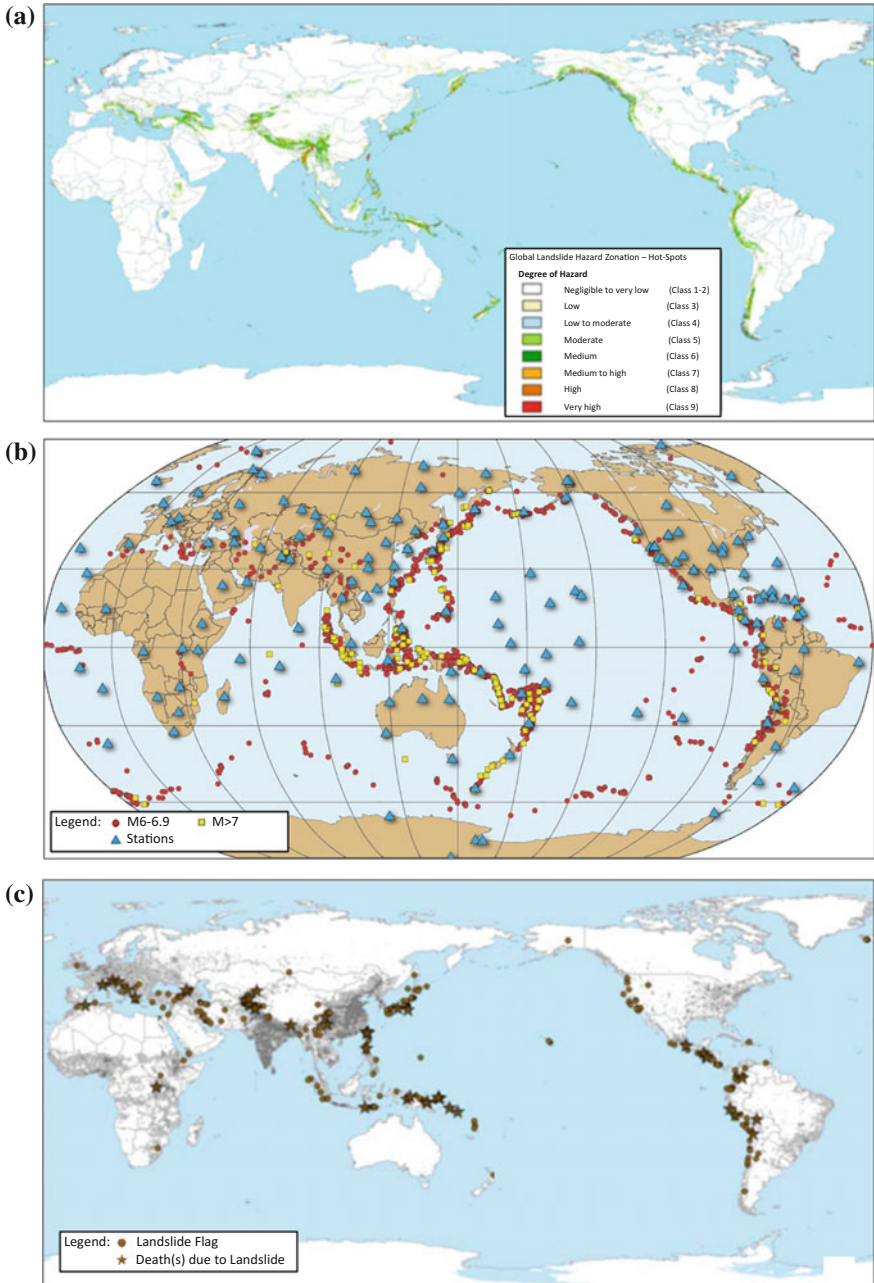 (a)
Global Landslide Hazard Zonation – Hot-Spots
Degree of Hazard
Negligible to very low (Class 1-2)
Low (Class 3)
Low to moderate (Class 4)
Moderate (Class 5)
Medium (Class 6)
Medium to high (Class 7)
High (Class 8)
Very high (Class 9)
(b)
Legend: M6-6.9 M>7
Stations
(c)
Legend: Landslide Flag
Death(s) due to Landslide